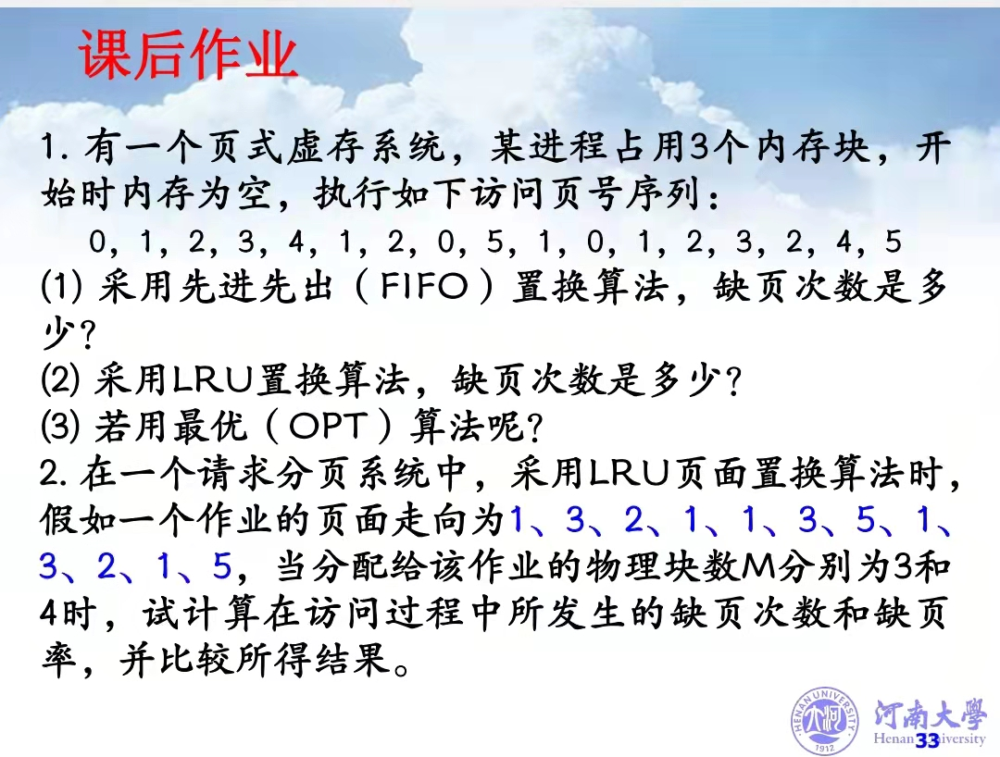 课后作业
1. 有一个页式虚存系统，某进程占用3个内存块，开
始时内存为空，执行如下访问页号序列：
0，1，2，3，4，1，2，0，5，1，0，1，2，3，2，4，5
(1) 采用先进先出（FIFO）置换算法，缺页次数是多
少？
(2) 采用LRU置换算法，缺页次数是多少？
(3) 若用最优（OPT）算法呢？
2. 在一个请求分页系统中，采用LRU页面置换算法时，
假如一个作业的页面走向为1、3、2、1、1、3、5、1、
3、2、1、5，当分配给该作业的物理块数M分别为3和
4时，试计算在访问过程中所发生的缺页次数和缺页
率，并比较所得结果。
HENAN UNIVERSITY
1912
河南大學
Henan University
33